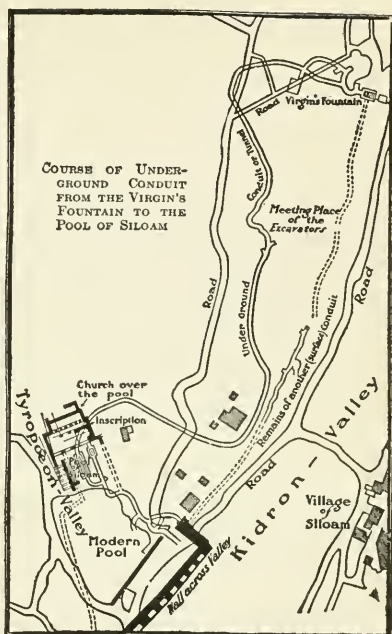 Virgin's Fountain
Road
COURSE OF UNDER-
GROUND CONDUIT
FROM THE VIRGIN'S
FOUNTAIN TO THE
POOL OF SILOAM
Conduit or Tunnel
Meeting Place
of the
Excavators
Road
Road
Under Ground
Remains of another (surface) Conduit
Church over
the pool
Inscription
Tyropoeon Valley
Road
Kidron-Valley
Village
of
Siloam
Modern
Pool
Wall across Valley